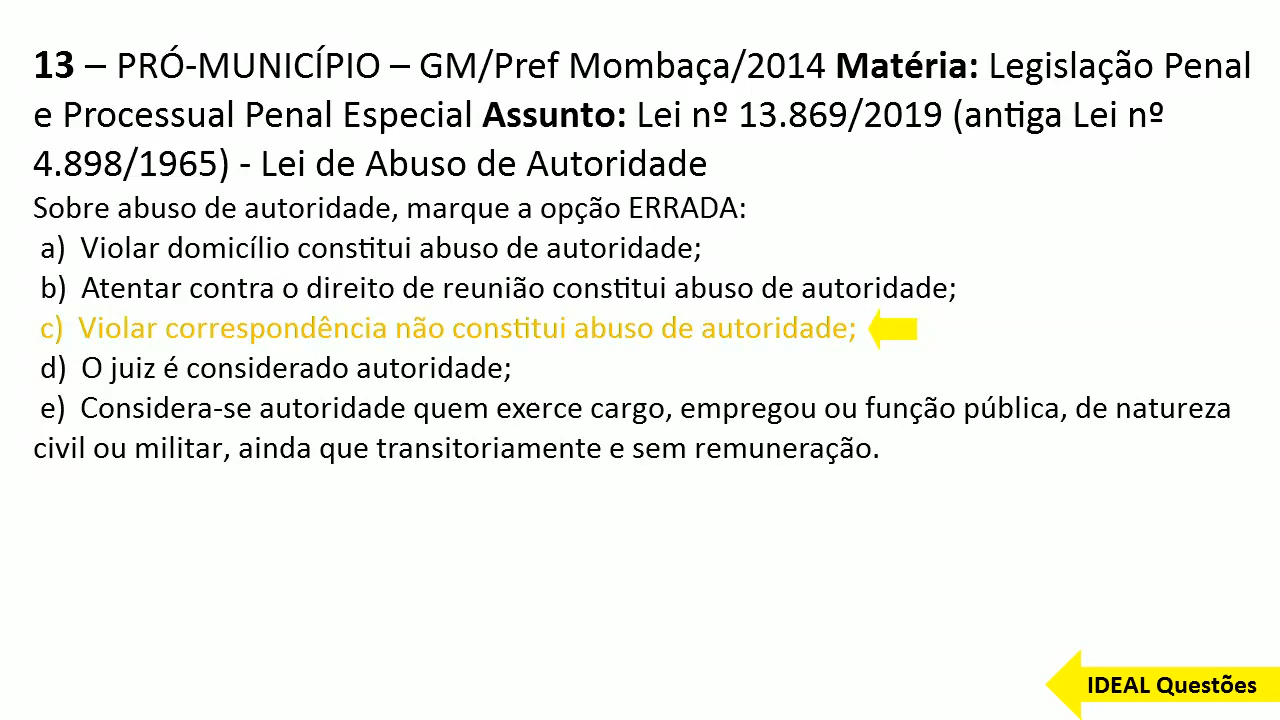 13 – PRÓ-MUNICÍPIO – GM/Pref Mombaça/2014 Matéria: Legislação Penal
e Processual Penal Especial Assunto: Lei nº 13.869/2019 (antiga Lei nº
4.898/1965) - Lei de Abuso de Autoridade
Sobre abuso de autoridade, marque a opção ERRADA:
a) Violar domicílio constitui abuso de autoridade;
b) Atentar contra o direito de reunião constitui abuso de autoridade;
c) Violar correspondência não constitui abuso de autoridade;
d) O juiz é considerado autoridade;
e) Considera-se autoridade quem exerce cargo, empregou ou função pública, de natureza
civil ou militar, ainda que transitoriamente e sem remuneração.
IDEAL Questões